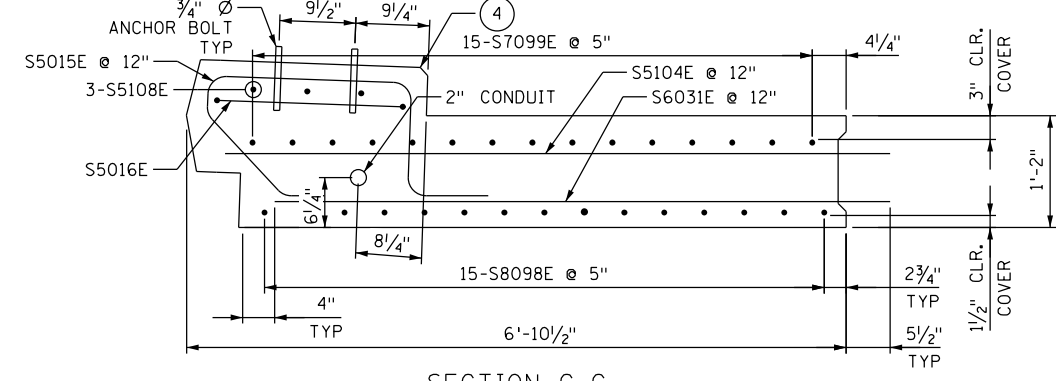 3/4" Ø
ANCHOR BOLT
TYP
9 1/2"
9 1/4"
4
15-S7099E @ 5"
4 1/4"
3" CLR.
COVER
S5015E @ 12"
3-S5108E
S5104E @ 12"
2" CONDUIT
S6031E @ 12"
S5016E
1'-2"
6 1/4"
8 1/4"
15-S8098E @ 5"
2 3/4"
TYP
1 1/2" CLR.
COVER
4"
TYP
6'-10 1/2"
5 1/2"
TYP